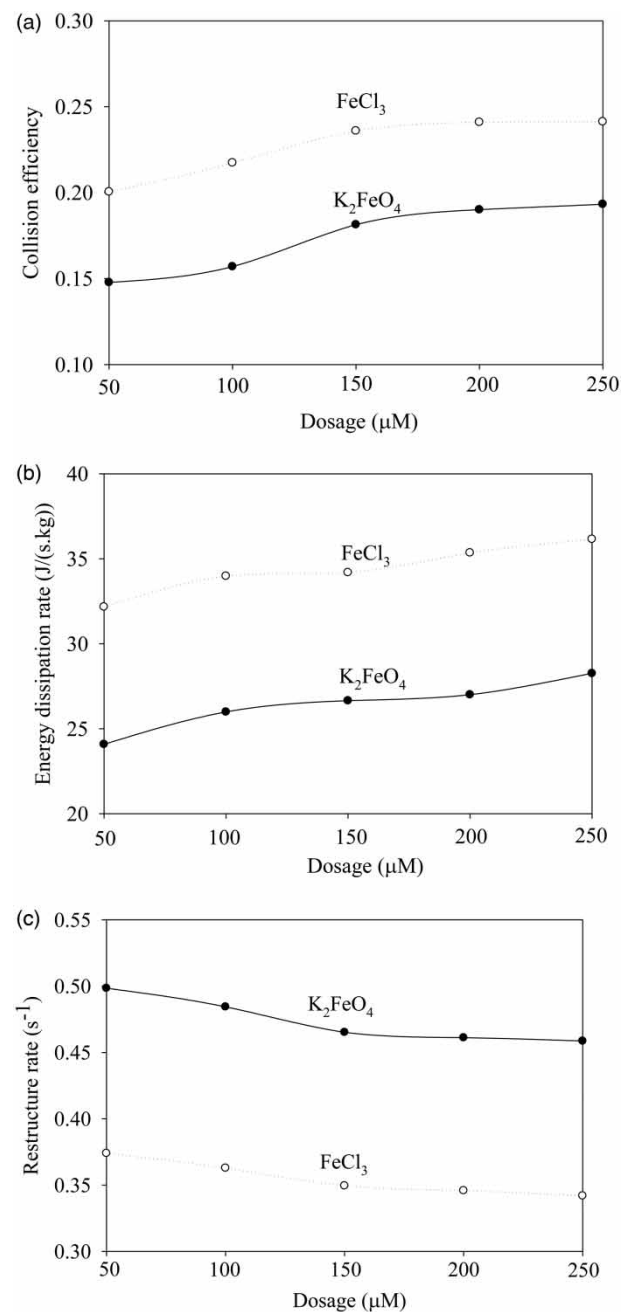 (a)
0.30
0.25
0.20
0.15
0.10
Collision efficiency
FeCl₃
K₂FeO₄
50 100 150 200 250
Dosage (μM)
(b)
40
35
30
25
20
Energy dissipation rate (J/(s.kg))
FeCl₃
K₂FeO₄
50 100 150 200 250
Dosage (μM)
(c)
0.55
0.50
0.45
0.40
0.35
0.30
Restructure rate (s⁻¹)
K₂FeO₄
FeCl₃
50 100 150 200 250
Dosage (μM)